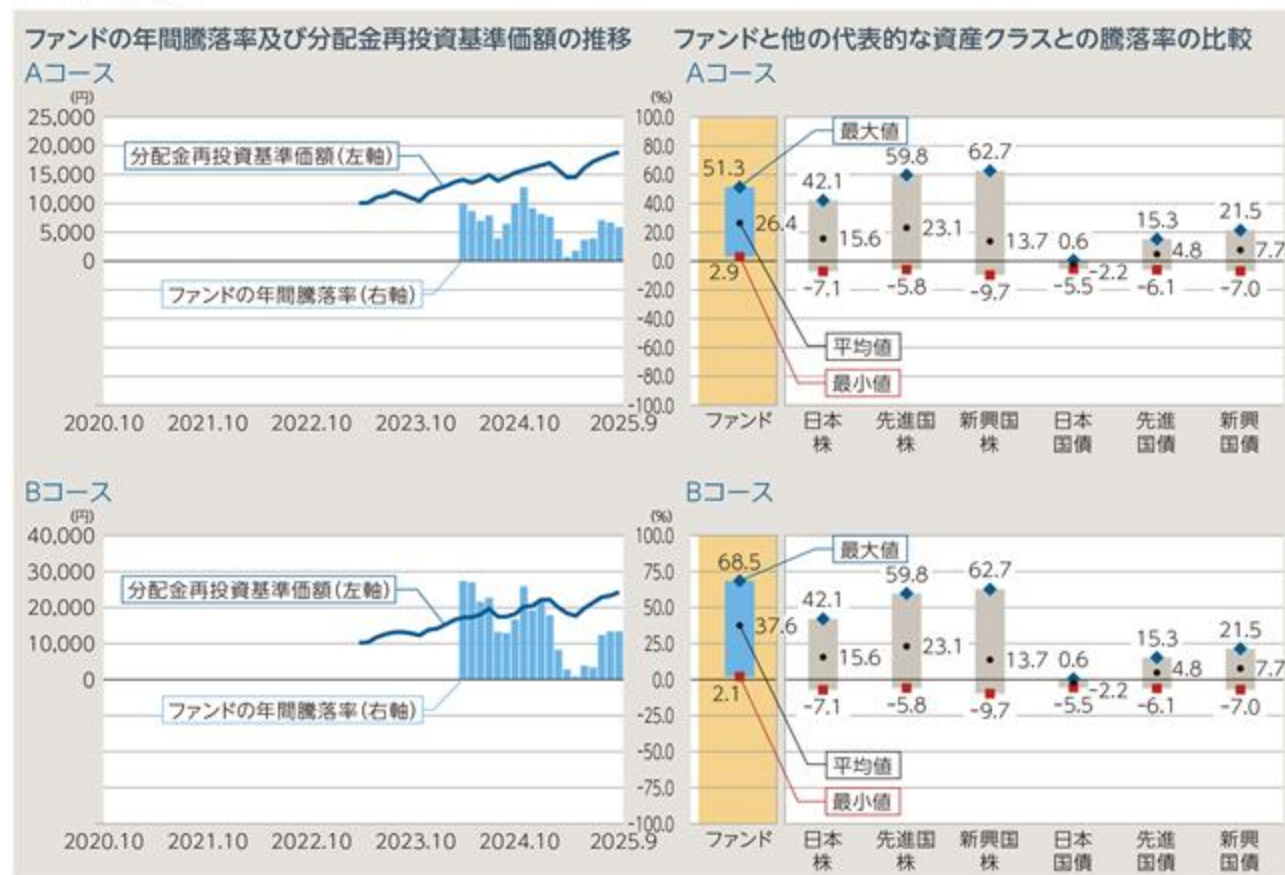 ファンドの年間騰落率及び分配金再投資基準価額の推移
Aコース
(円)
25,000
20,000
15,000
10,000
5,000
0
分配金再投資基準価額(左軸)
ファンドの年間騰落率(右軸)
(%)
100.0
80.0
60.0
40.0
20.0
0.0
-20.0
-40.0
-60.0
-80.0
-100.0
2020.10 2021.10 2022.10 2023.10 2024.10 2025.9
ファンドと他の代表的な資産クラスとの騰落率の比較
Aコース
最大値
51.3 42.1 59.8 62.7 0.6 15.3 21.5
26.4 15.6 23.1 13.7 -2.2 4.8 7.7
2.9 -7.1 -5.8 -9.7 -5.5 -6.1 -7.0
平均値
最小値
ファンド 日本株 先進国株 新興国株 日本国債 先進国債 新興国債
Bコース
(円)
40,000
30,000
20,000
10,000
0
分配金再投資基準価額(左軸)
ファンドの年間騰落率(右軸)
(%)
100.0
75.0
50.0
25.0
0.0
-25.0
-50.0
-75.0
-100.0
2020.10 2021.10 2022.10 2023.10 2024.10 2025.9
Bコース
最大値
68.5 42.1 59.8 62.7 0.6 15.3 21.5
37.6 15.6 23.1 13.7 -2.2 4.8 7.7
2.1 -7.1 -5.8 -9.7 -5.5 -6.1 -7.0
平均値
最小値
ファンド 日本株 先進国株 新興国株 日本国債 先進国債 新興国債